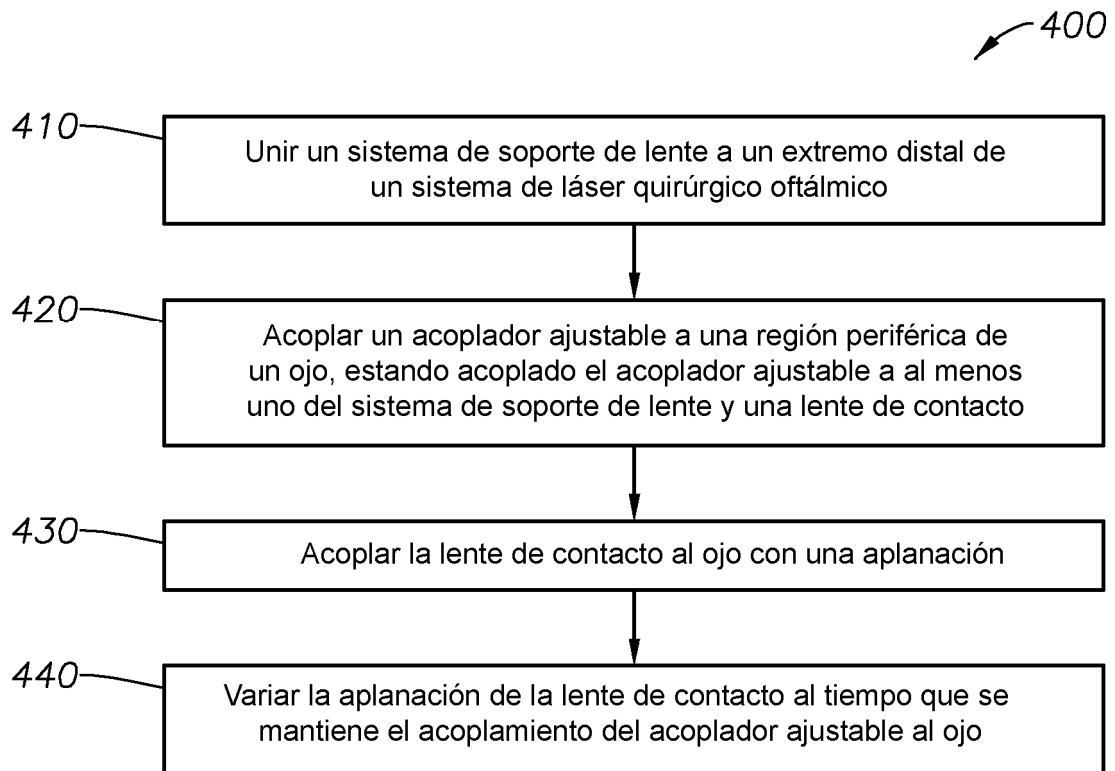 400
410
Unir un sistema de soporte de lente a un extremo distal de
un sistema de láser quirúrgico oftálmico
420
Acoplar un acoplador ajustable a una región periférica de
un ojo, estando acoplado el acoplador ajustable a al menos
uno del sistema de soporte de lente y una lente de contacto
430
Acoplar la lente de contacto al ojo con una aplanación
440
Variar la aplanación de la lente de contacto al tiempo que se
mantiene el acoplamiento del acoplador ajustable al ojo